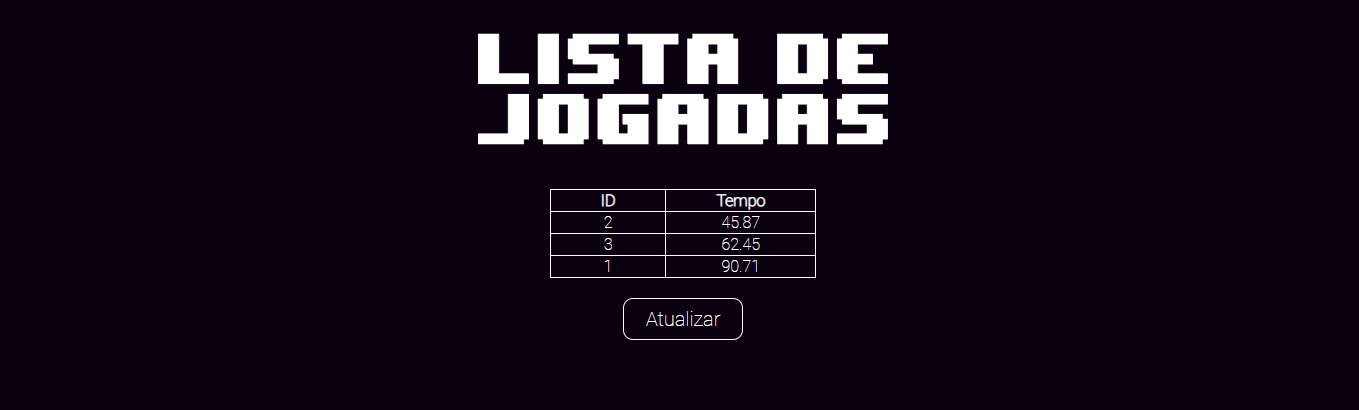 LISTA DE
JOGADAS
ID Tempo
2 45.87
3 62.45
1 90.71
Atualizar